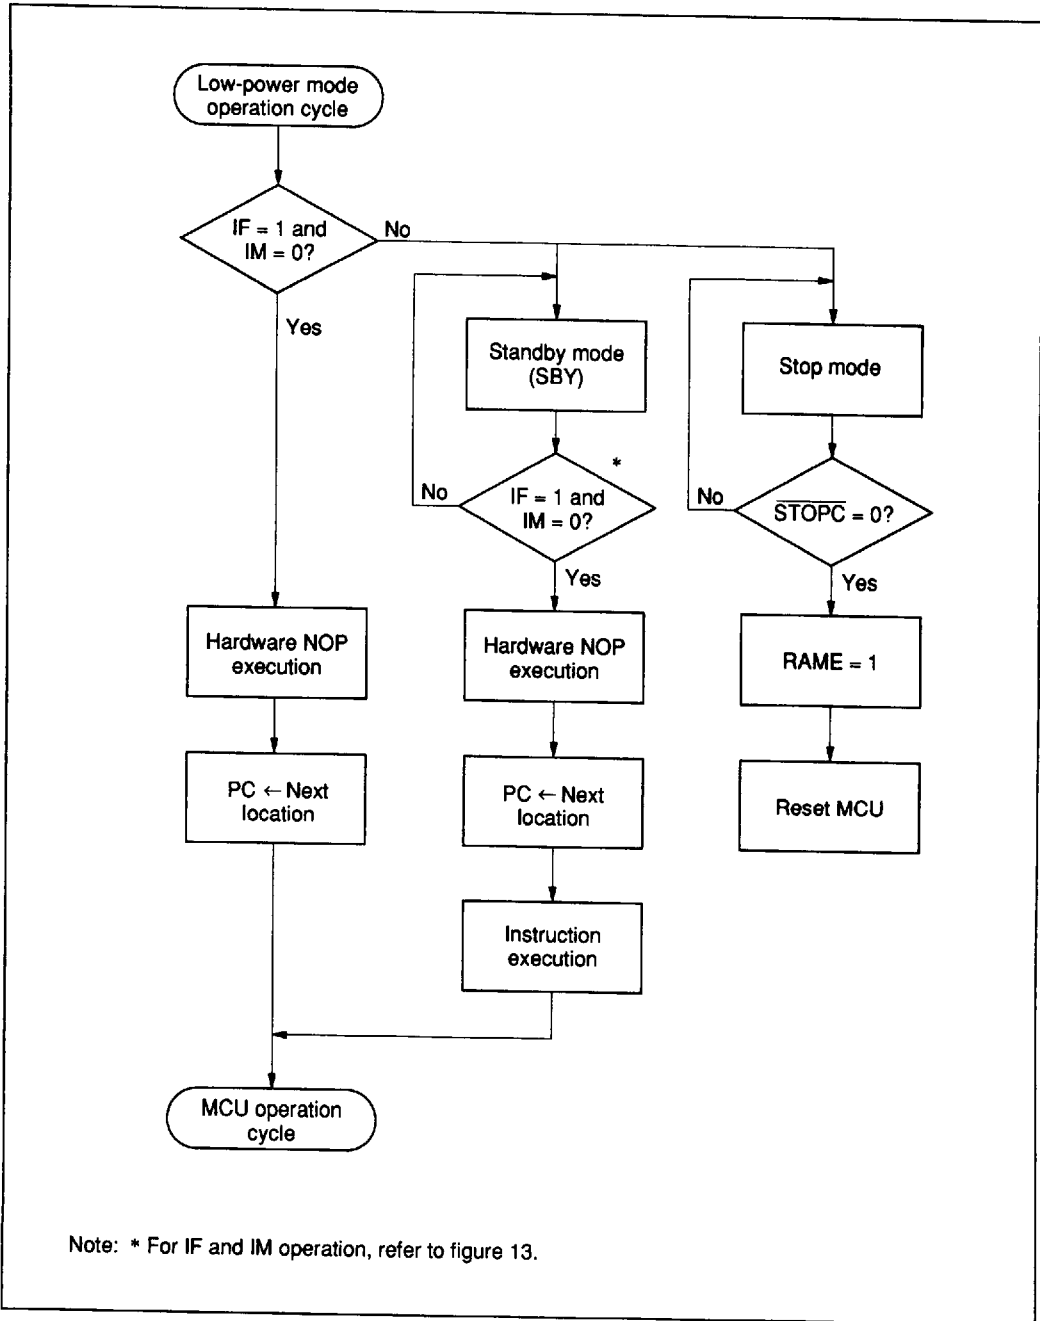 Low-power mode
operation cycle
IF = 1 and
IM = 0?
No
Yes
Standby mode
(SBY)
Stop mode
*
No
IF = 1 and
IM = 0?
No
S̅T̅O̅P̅C̅ = 0?
Yes
Yes
Hardware NOP
execution
Hardware NOP
execution
RAME = 1
PC ← Next
location
PC ← Next
location
Reset MCU
Instruction
execution
MCU operation
cycle
Note: * For IF and IM operation, refer to figure 13.